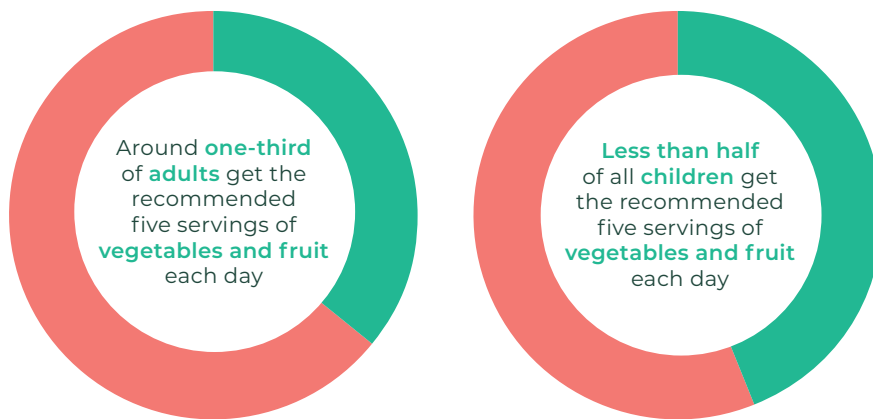 Around one-third
of adults get the
recommended
five servings of
vegetables and fruit
each day
Less than half
of all children get
the recommended
five servings of
vegetables and fruit
each day